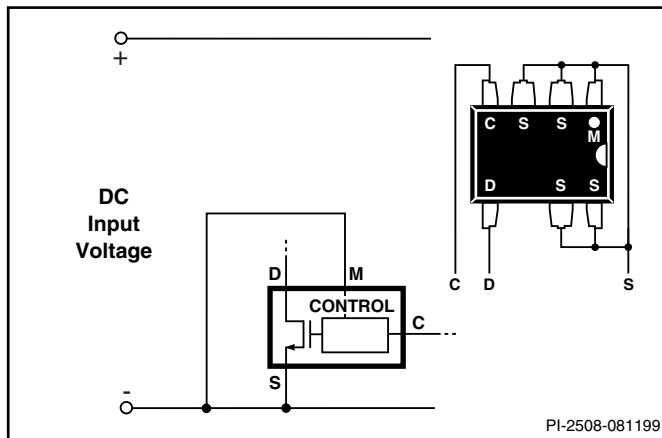 +
DC
Input
Voltage
D M
CONTROL
C
S
-
C S S M
D S S
C D S
PI-2508-081199